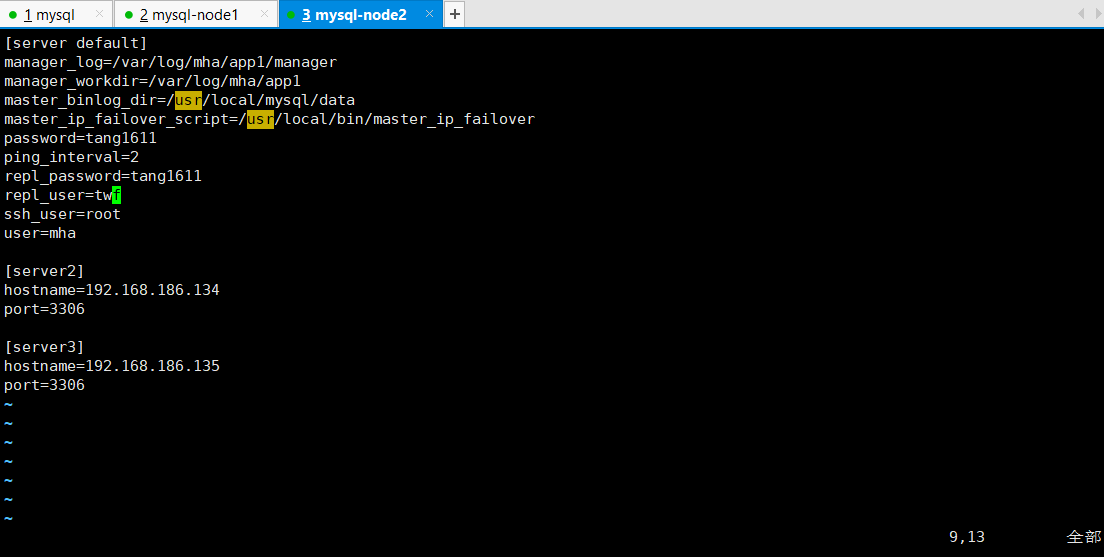 1 mysql × 2 mysql-node1 × 3 mysql-node2 × +
[server default]
manager_log=/var/log/mha/app1/manager
manager_workdir=/var/log/mha/app1
master_binlog_dir=/usr/local/mysql/data
master_ip_failover_script=/usr/local/bin/master_ip_failover
password=tang1611
ping_interval=2
repl_password=tang1611
repl_user=twf
ssh_user=root
user=mha
[server2]
hostname=192.168.186.134
port=3306
[server3]
hostname=192.168.186.135
port=3306
~
~
~
~
~
~
~
9,13 全部